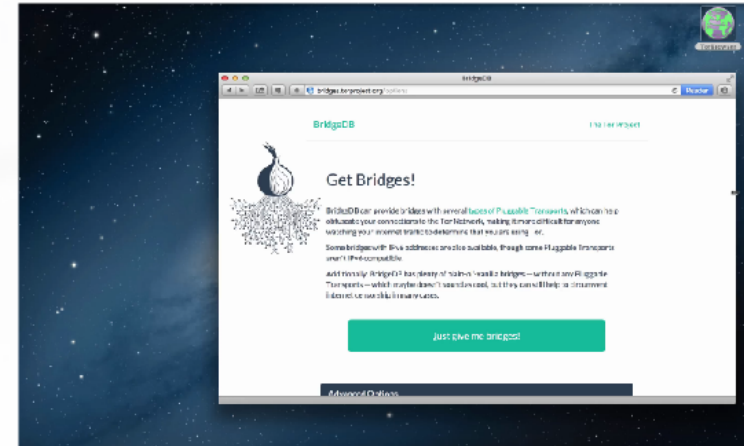 BridgeDB
bridges.torproject.org/options
Reader
BridgeDB
The Tor Project
Get Bridges!
BridgeDB can provide bridges with several types of Pluggable Transports, which can help
obfuscate your connections to the Tor Network, making it more difficult for anyone
watching your internet traffic to determine that you are using Tor.
Some bridges with IPv6 addresses are also available, though some Pluggable Transports
aren't IPv6 compatible.
Additionally, BridgeDB has plenty of plain-ol'-vanilla bridges — without any Pluggable
Transports — which maybe doesn't sound as cool, but they can still help to circumvent
internet censorship in many cases.
Just give me bridges!
Advanced Options